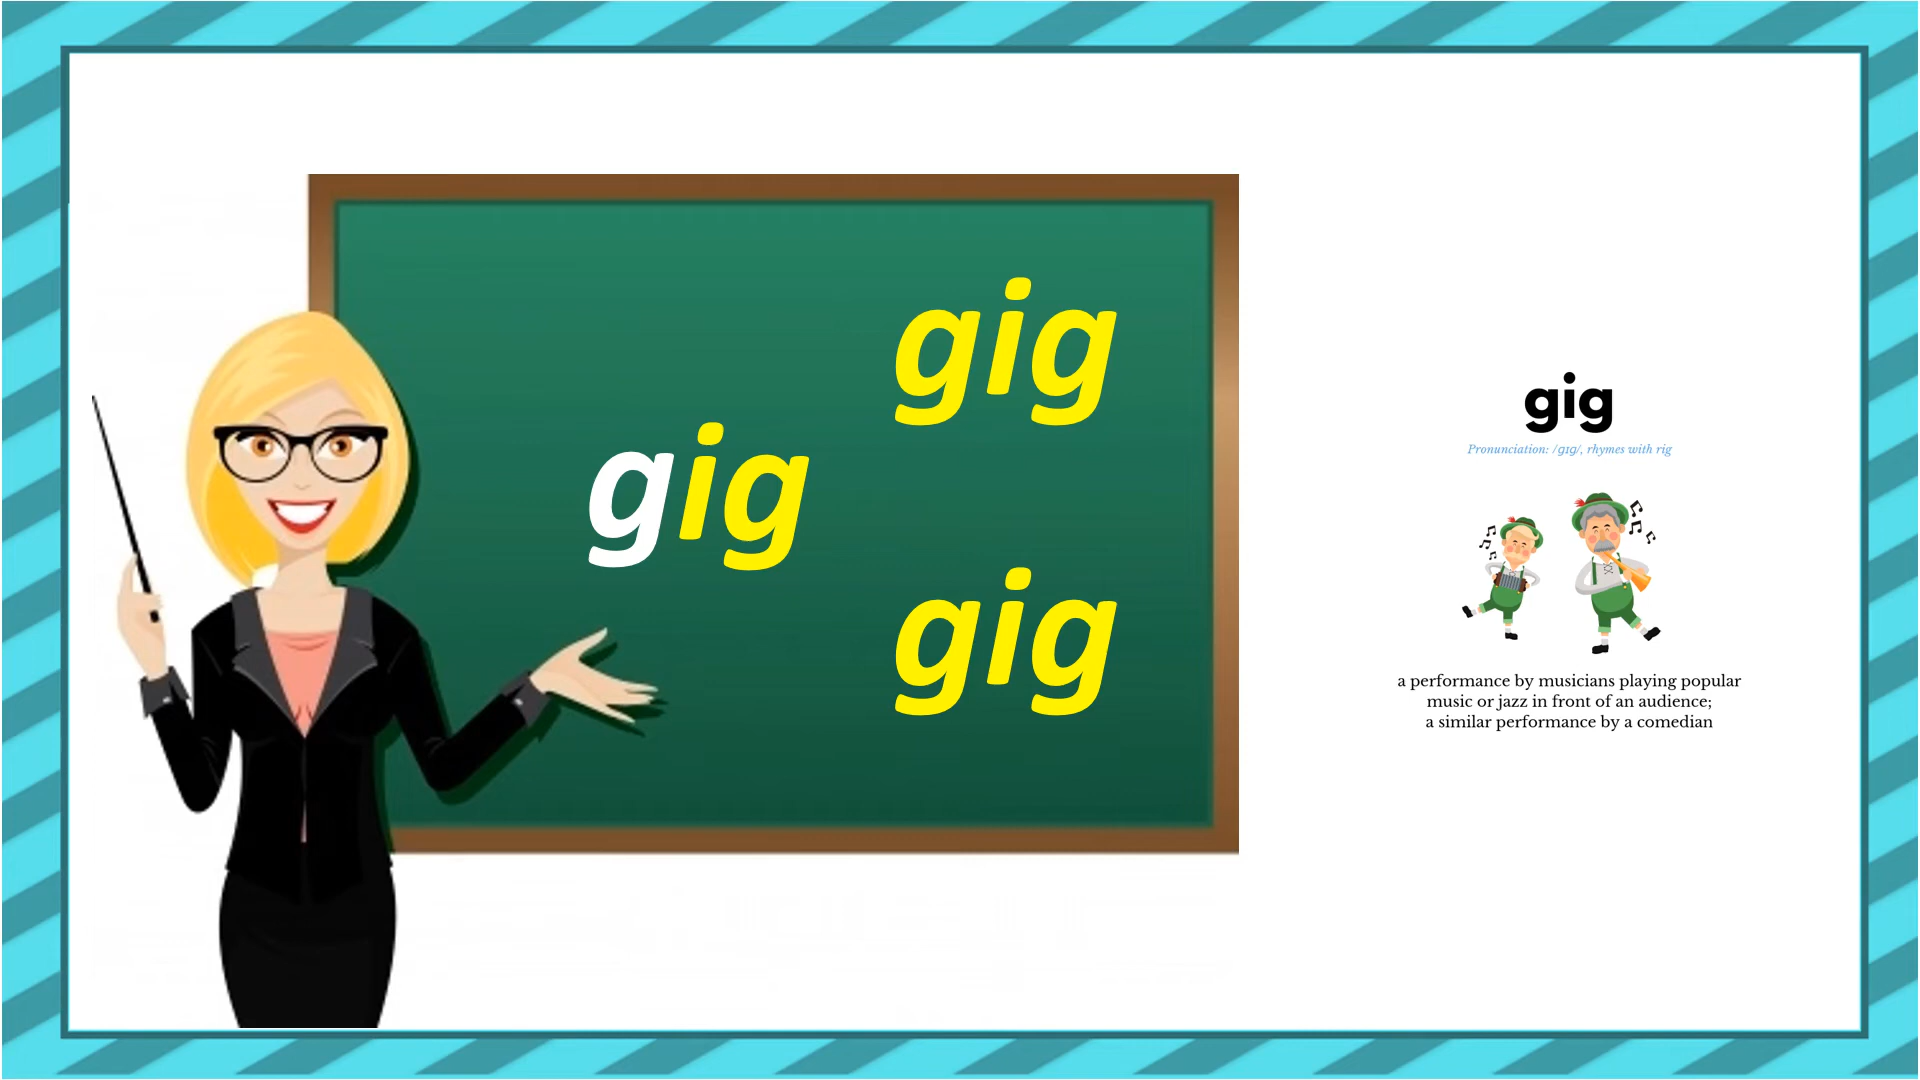 gig
gig
gig
gig
Pronunciation: /ɡɪɡ/, rhymes with rig
a performance by musicians playing popular
music or jazz in front of an audience;
a similar performance by a comedian